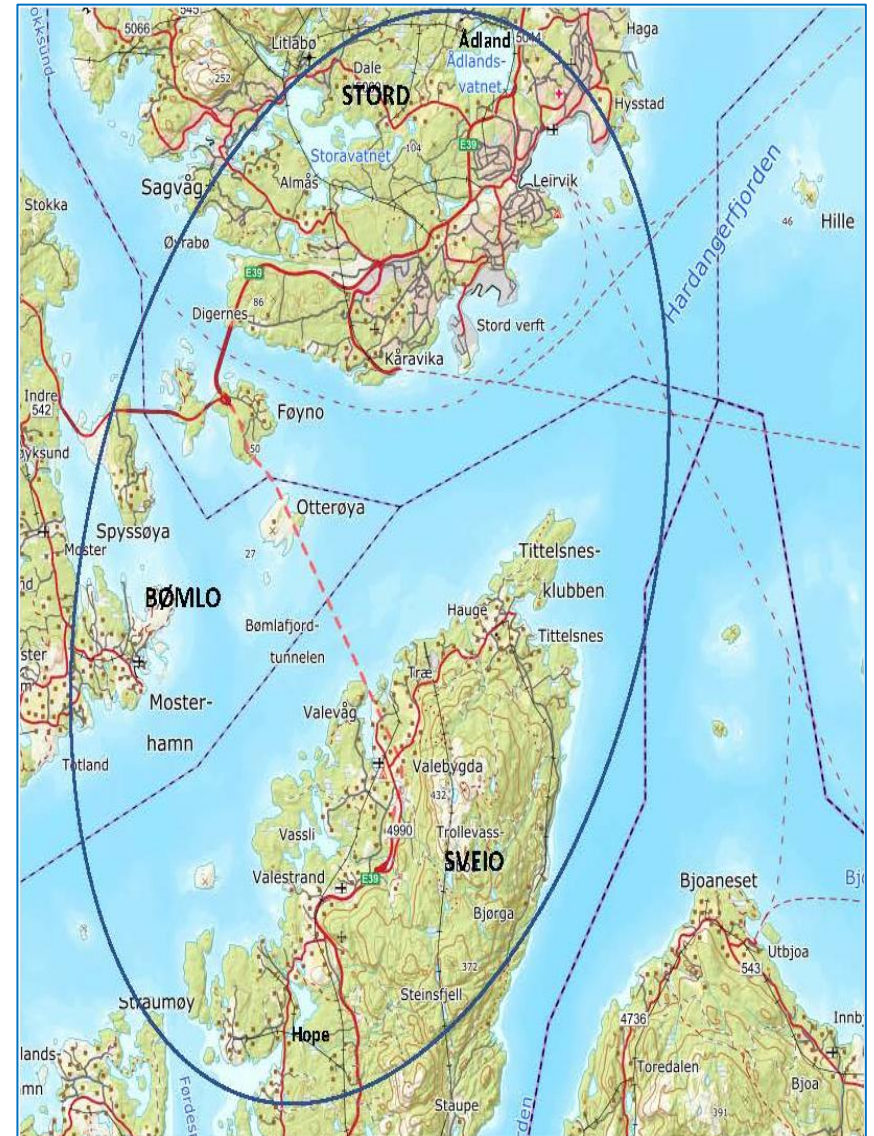 5066
545
Litlabø
Ådland
5044
Haga
Ådlands-
vatnet
252
Dale
STORD
Hysstad
E39
104
Storavatnet
Sagvåg
Almås
Leirvik
Stokka
Hardangerfjorden
46
Hille
E39
86
Digernes
Stord verft
Kåravika
Indre
542
Føyno
50
Otterøya
Spyssøya
Moster
27
Tittelsnes-
klubben
BØMLO
Hauge
Bømlafjord-
tunnelen
Tittelsnes
Træ
Moster-
hamn
Valevåg
Totland
Valebygda
432
Vassli
4990
Trollevass-
SVEIO
E39
Valestrand
Bjoaneset
Bjørga
Utbjoa
543
372
Straumøy
Steinsfjell
4736
Hope
Toredalen
Bjoa
Staupe
391